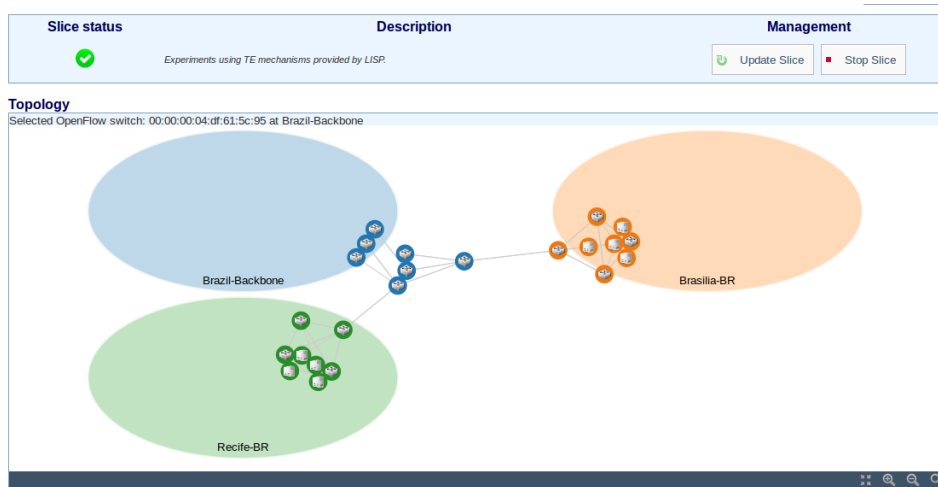 Slice status Description Management
Experiments using TE mechanisms provided by LISP. Update Slice Stop Slice
Topology
Selected OpenFlow switch: 00:00:00:04:df:61:5c:95 at Brazil-Backbone
Brazil-Backbone Brasilia-BR
Recife-BR